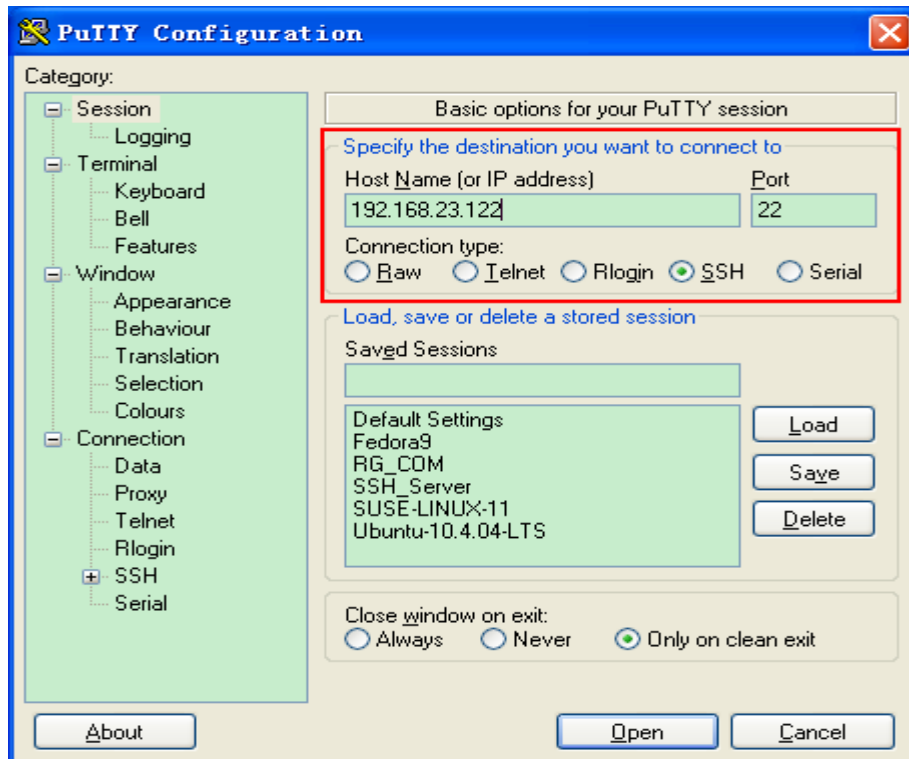 PuTTY Configuration
Category:
Session
Logging
Terminal
Keyboard
Bell
Features
Window
Appearance
Behaviour
Translation
Selection
Colours
Connection
Data
Proxy
Telnet
Rlogin
SSH
Serial
Basic options for your PuTTY session
Specify the destination you want to connect to
Host Name (or IP address) Port
192.168.23.122 22
Connection type:
Raw Telnet Rlogin SSH Serial
Load, save or delete a stored session
Saved Sessions
Default Settings
Fedora9
RG_COM
SSH_Server
SUSE-LINUX-11
Ubuntu-10.4.04-LTS
Load
Save
Delete
Close window on exit:
Always Never Only on clean exit
About Open Cancel